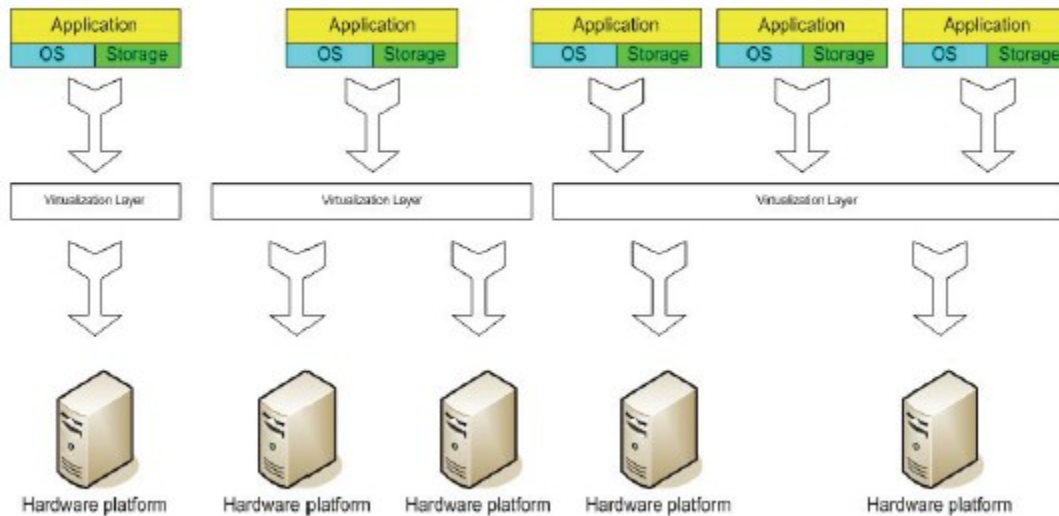 Application Application Application Application Application
OS Storage OS Storage OS Storage OS Storage OS Storage
Virtualization Layer Virtualization Layer Virtualization Layer
Hardware platform Hardware platform Hardware platform Hardware platform Hardware platform